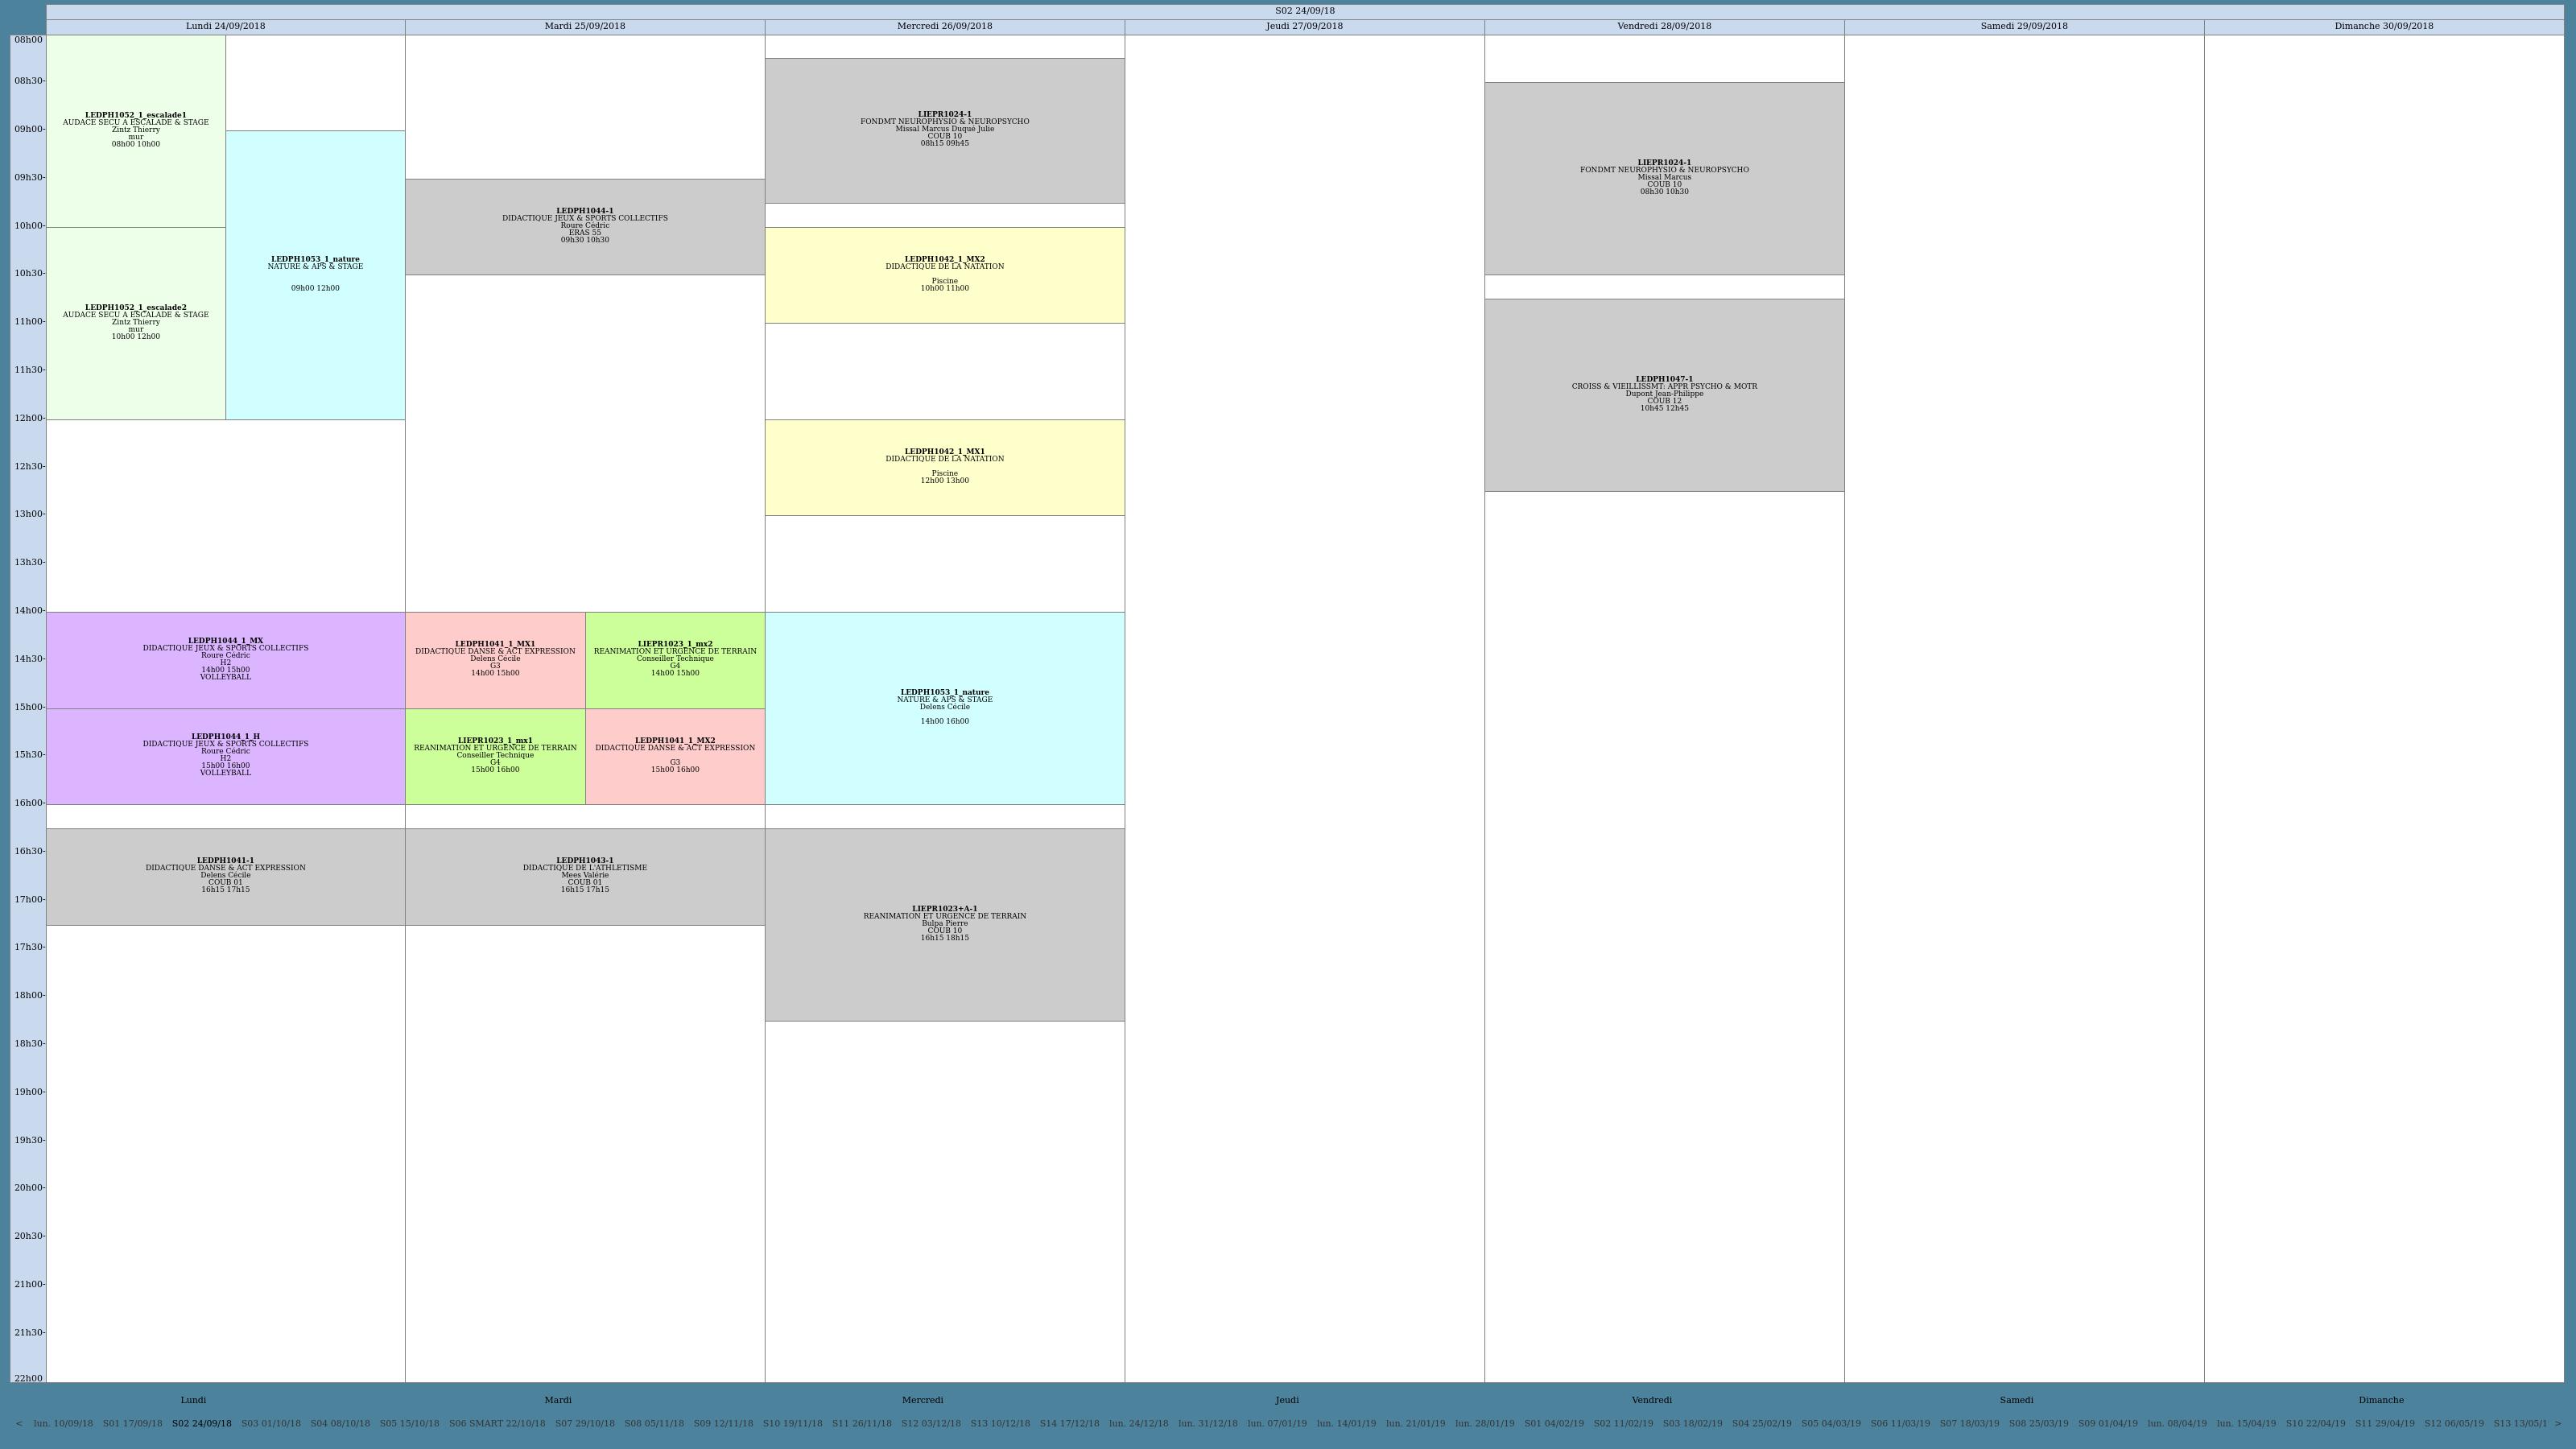 S02 24/09/18
Lundi 24/09/2018 Mardi 25/09/2018 Mercredi 26/09/2018 Jeudi 27/09/2018 Vendredi 28/09/2018 Samedi 29/09/2018 Dimanche 30/09/2018
08h00
08h30-
09h00-
09h30-
10h00-
10h30-
11h00-
11h30-
12h00-
12h30-
13h00-
13h30-
14h00-
14h30-
15h00-
15h30-
16h00-
16h30-
17h00-
17h30-
18h00-
18h30-
19h00-
19h30-
20h00-
20h30-
21h00-
21h30-
22h00
LEDPH1052_1_escalade1
AUDACE SECU A ESCALADE & STAGE
Zintz Thierry
mur
08h00 10h00
LEDPH1052_1_escalade2
AUDACE SECU A ESCALADE & STAGE
Zintz Thierry
mur
10h00 12h00
LEDPH1053_1_nature
NATURE & APS & STAGE
09h00 12h00
LEDPH1044_1_MX
DIDACTIQUE JEUX & SPORTS COLLECTIFS
Roure Cédric
H2
14h00 15h00
VOLLEYBALL
LEDPH1044_1_H
DIDACTIQUE JEUX & SPORTS COLLECTIFS
Roure Cédric
H2
15h00 16h00
VOLLEYBALL
LEDPH1041-1
DIDACTIQUE DANSE & ACT EXPRESSION
Delens Cécile
COUB 01
16h15 17h15
LEDPH1044-1
DIDACTIQUE JEUX & SPORTS COLLECTIFS
Roure Cédric
ERAS 55
09h30 10h30
LEDPH1041_1_MX1
DIDACTIQUE DANSE & ACT EXPRESSION
Delens Cécile
G3
14h00 15h00
LIEPR1023_1_mx2
REANIMATION ET URGENCE DE TERRAIN
Conseiller Technique
G4
14h00 15h00
LIEPR1023_1_mx1
REANIMATION ET URGENCE DE TERRAIN
Conseiller Technique
G4
15h00 16h00
LEDPH1041_1_MX2
DIDACTIQUE DANSE & ACT EXPRESSION
G3
15h00 16h00
LEDPH1043-1
DIDACTIQUE DE L'ATHLETISME
Mees Valérie
COUB 01
16h15 17h15
LIEPR1024-1
FONDMT NEUROPHYSIO & NEUROPSYCHO
Missal Marcus Duqué Julie
COUB 10
08h15 09h45
LEDPH1042_1_MX2
DIDACTIQUE DE LA NATATION
Piscine
10h00 11h00
LEDPH1042_1_MX1
DIDACTIQUE DE LA NATATION
Piscine
12h00 13h00
LEDPH1053_1_nature
NATURE & APS & STAGE
Delens Cécile
14h00 16h00
LIEPR1023+A-1
REANIMATION ET URGENCE DE TERRAIN
Bulpa Pierre
COUB 10
16h15 18h15
LIEPR1024-1
FONDMT NEUROPHYSIO & NEUROPSYCHO
Missal Marcus
COUB 10
08h30 10h30
LEDPH1047-1
CROISS & VIEILLISSMT: APPR PSYCHO & MOTR
Dupont Jean-Philippe
COUB 12
10h45 12h45
Lundi Mardi Mercredi Jeudi Vendredi Samedi Dimanche
< lun. 10/09/18 S01 17/09/18 S02 24/09/18 S03 01/10/18 S04 08/10/18 S05 15/10/18 S06 SMART 22/10/18 S07 29/10/18 S08 05/11/18 S09 12/11/18 S10 19/11/18 S11 26/11/18 S12 03/12/18 S13 10/12/18 S14 17/12/18 lun. 24/12/18 lun. 31/12/18 lun. 07/01/19 lun. 14/01/19 lun. 21/01/19 lun. 28/01/19 S01 04/02/19 S02 11/02/19 S03 18/02/19 S04 25/02/19 S05 04/03/19 S06 11/03/19 S07 18/03/19 S08 25/03/19 S09 01/04/19 lun. 08/04/19 lun. 15/04/19 S10 22/04/19 S11 29/04/19 S12 06/05/19 S13 13/05/1 >